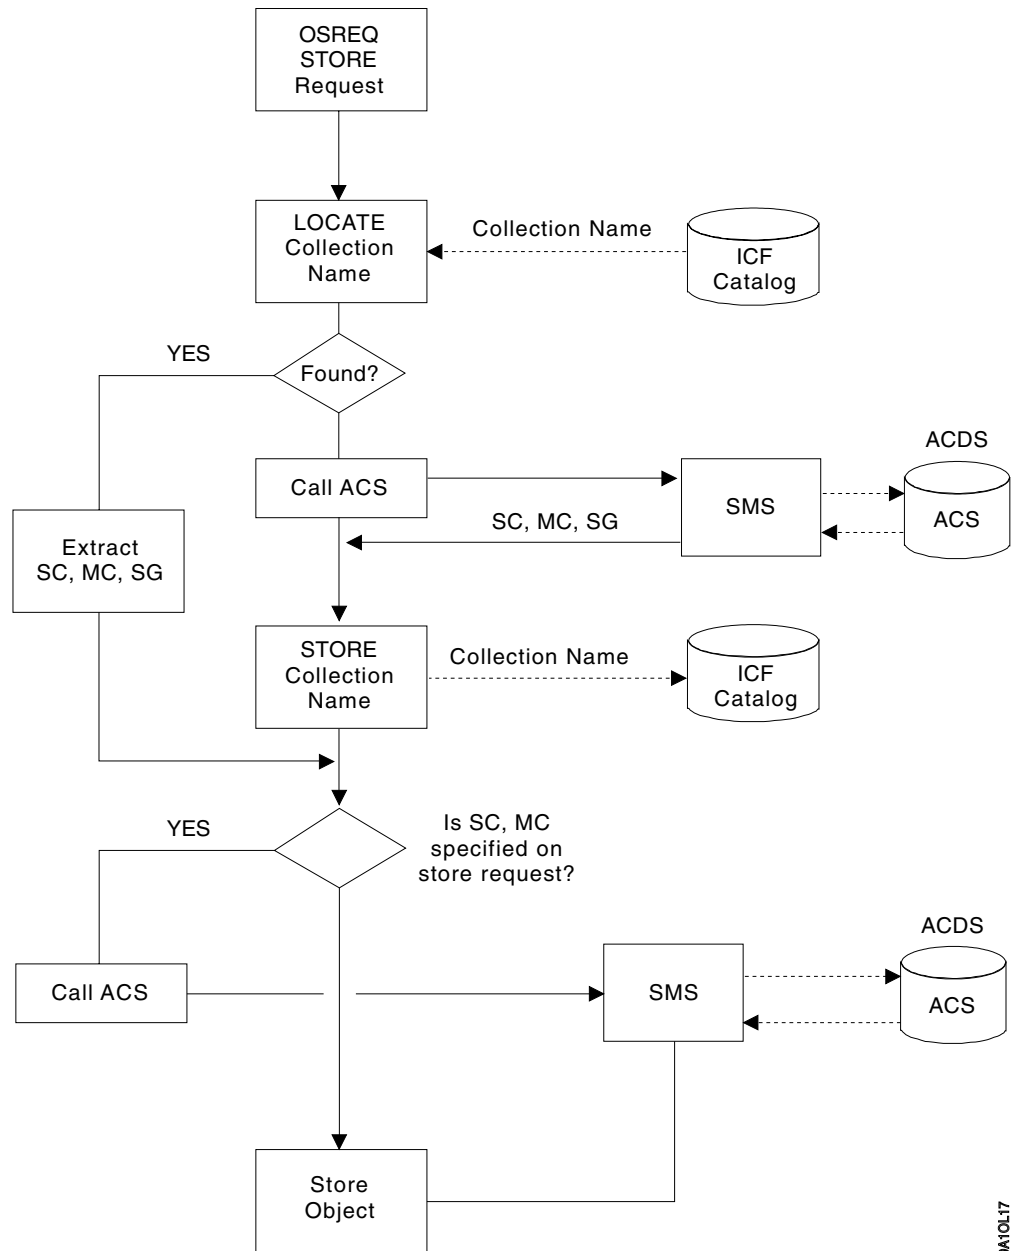 OSREQ
STORE
Request
LOCATE
Collection
Name
Collection Name
ICF
Catalog
YES
Found?
ACDS
Call ACS
SMS
ACS
SC, MC, SG
Extract
SC, MC, SG
STORE
Collection
Name
Collection Name
ICF
Catalog
YES
Is SC, MC
specified on
store request?
ACDS
Call ACS
SMS
ACS
Store
Object